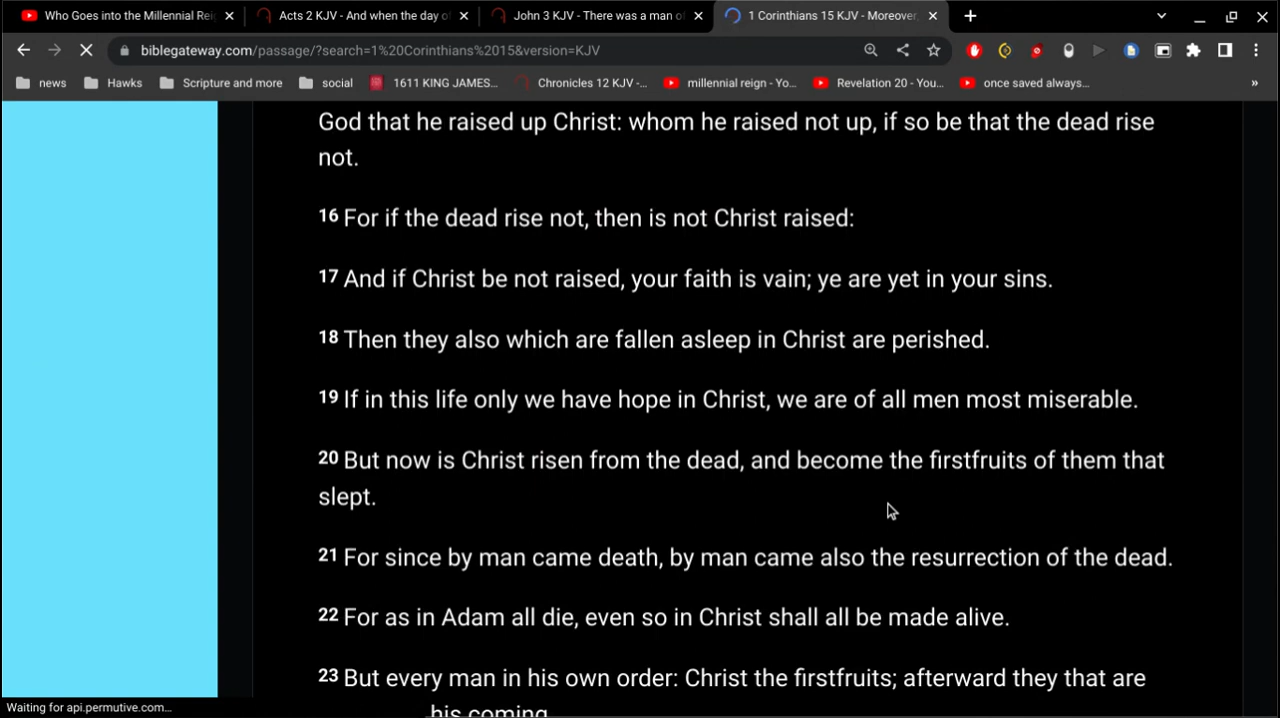 Who Goes into the Millennial Rei
Acts 2 KJV - And when the day of
John 3 KJV - There was a man of
1 Corinthians 15 KJV - Moreover,
biblegateway.com/passage/?search=1%20Corinthians%2015&version=KJV
news
Hawks
Scripture and more
social
1611 KING JAMES...
Chronicles 12 KJV -...
millennial reign - Yo...
Revelation 20 - You...
once saved always...
»
God that he raised up Christ: whom he raised not up, if so be that the dead rise
not.
16 For if the dead rise not, then is not Christ raised:
17 And if Christ be not raised, your faith is vain; ye are yet in your sins.
18 Then they also which are fallen asleep in Christ are perished.
19 If in this life only we have hope in Christ, we are of all men most miserable.
20 But now is Christ risen from the dead, and become the firstfruits of them that
slept.
21 For since by man came death, by man came also the resurrection of the dead.
22 For as in Adam all die, even so in Christ shall all be made alive.
23 But every man in his own order: Christ the firstfruits; afterward they that are
his coming.
Waiting for api.permutive.com...